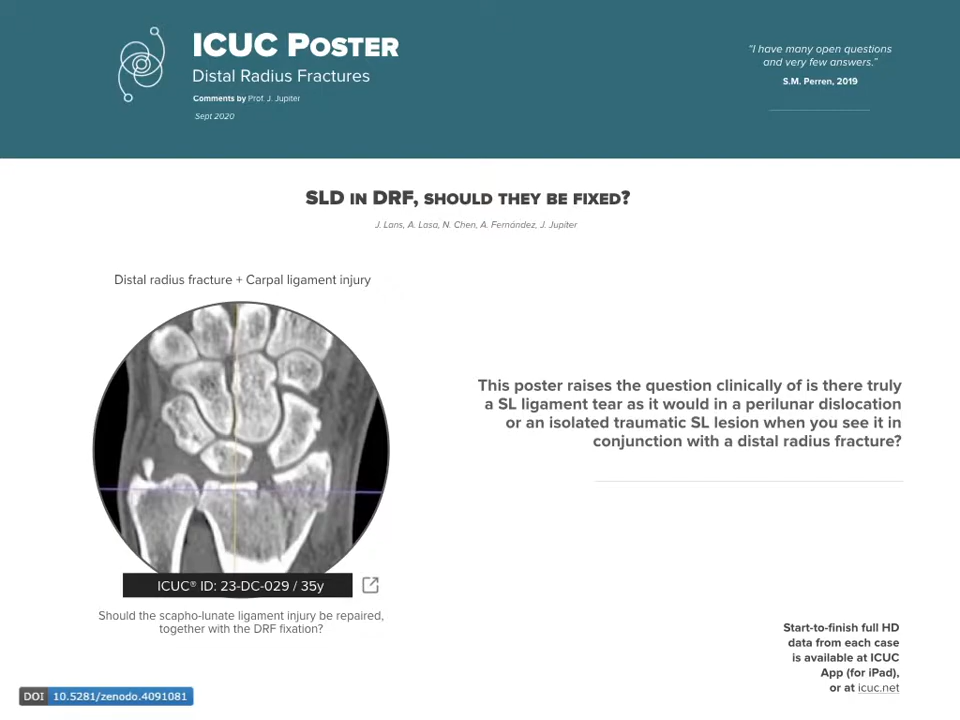 ICUC POSTER
Distal Radius Fractures
Comments by Prof. J. Jupiter
Sept 2020
"I have many open questions
and very few answers."
S.M. Perren, 2019
SLD IN DRF, SHOULD THEY BE FIXED?
J. Lans, A. Lasa, N. Chen, A. Fernández, J. Jupiter
Distal radius fracture + Carpal ligament injury
This poster raises the question clinically of is there truly
a SL ligament tear as it would in a perilunar dislocation
or an isolated traumatic SL lesion when you see it in
conjunction with a distal radius fracture?
ICUC® ID: 23-DC-029 / 35y
Should the scapho-lunate ligament injury be repaired,
together with the DRF fixation?
Start-to-finish full HD
data from each case
is available at ICUC
App (for iPad),
or at icuc.net
DOI 10.5281/zenodo.4091081